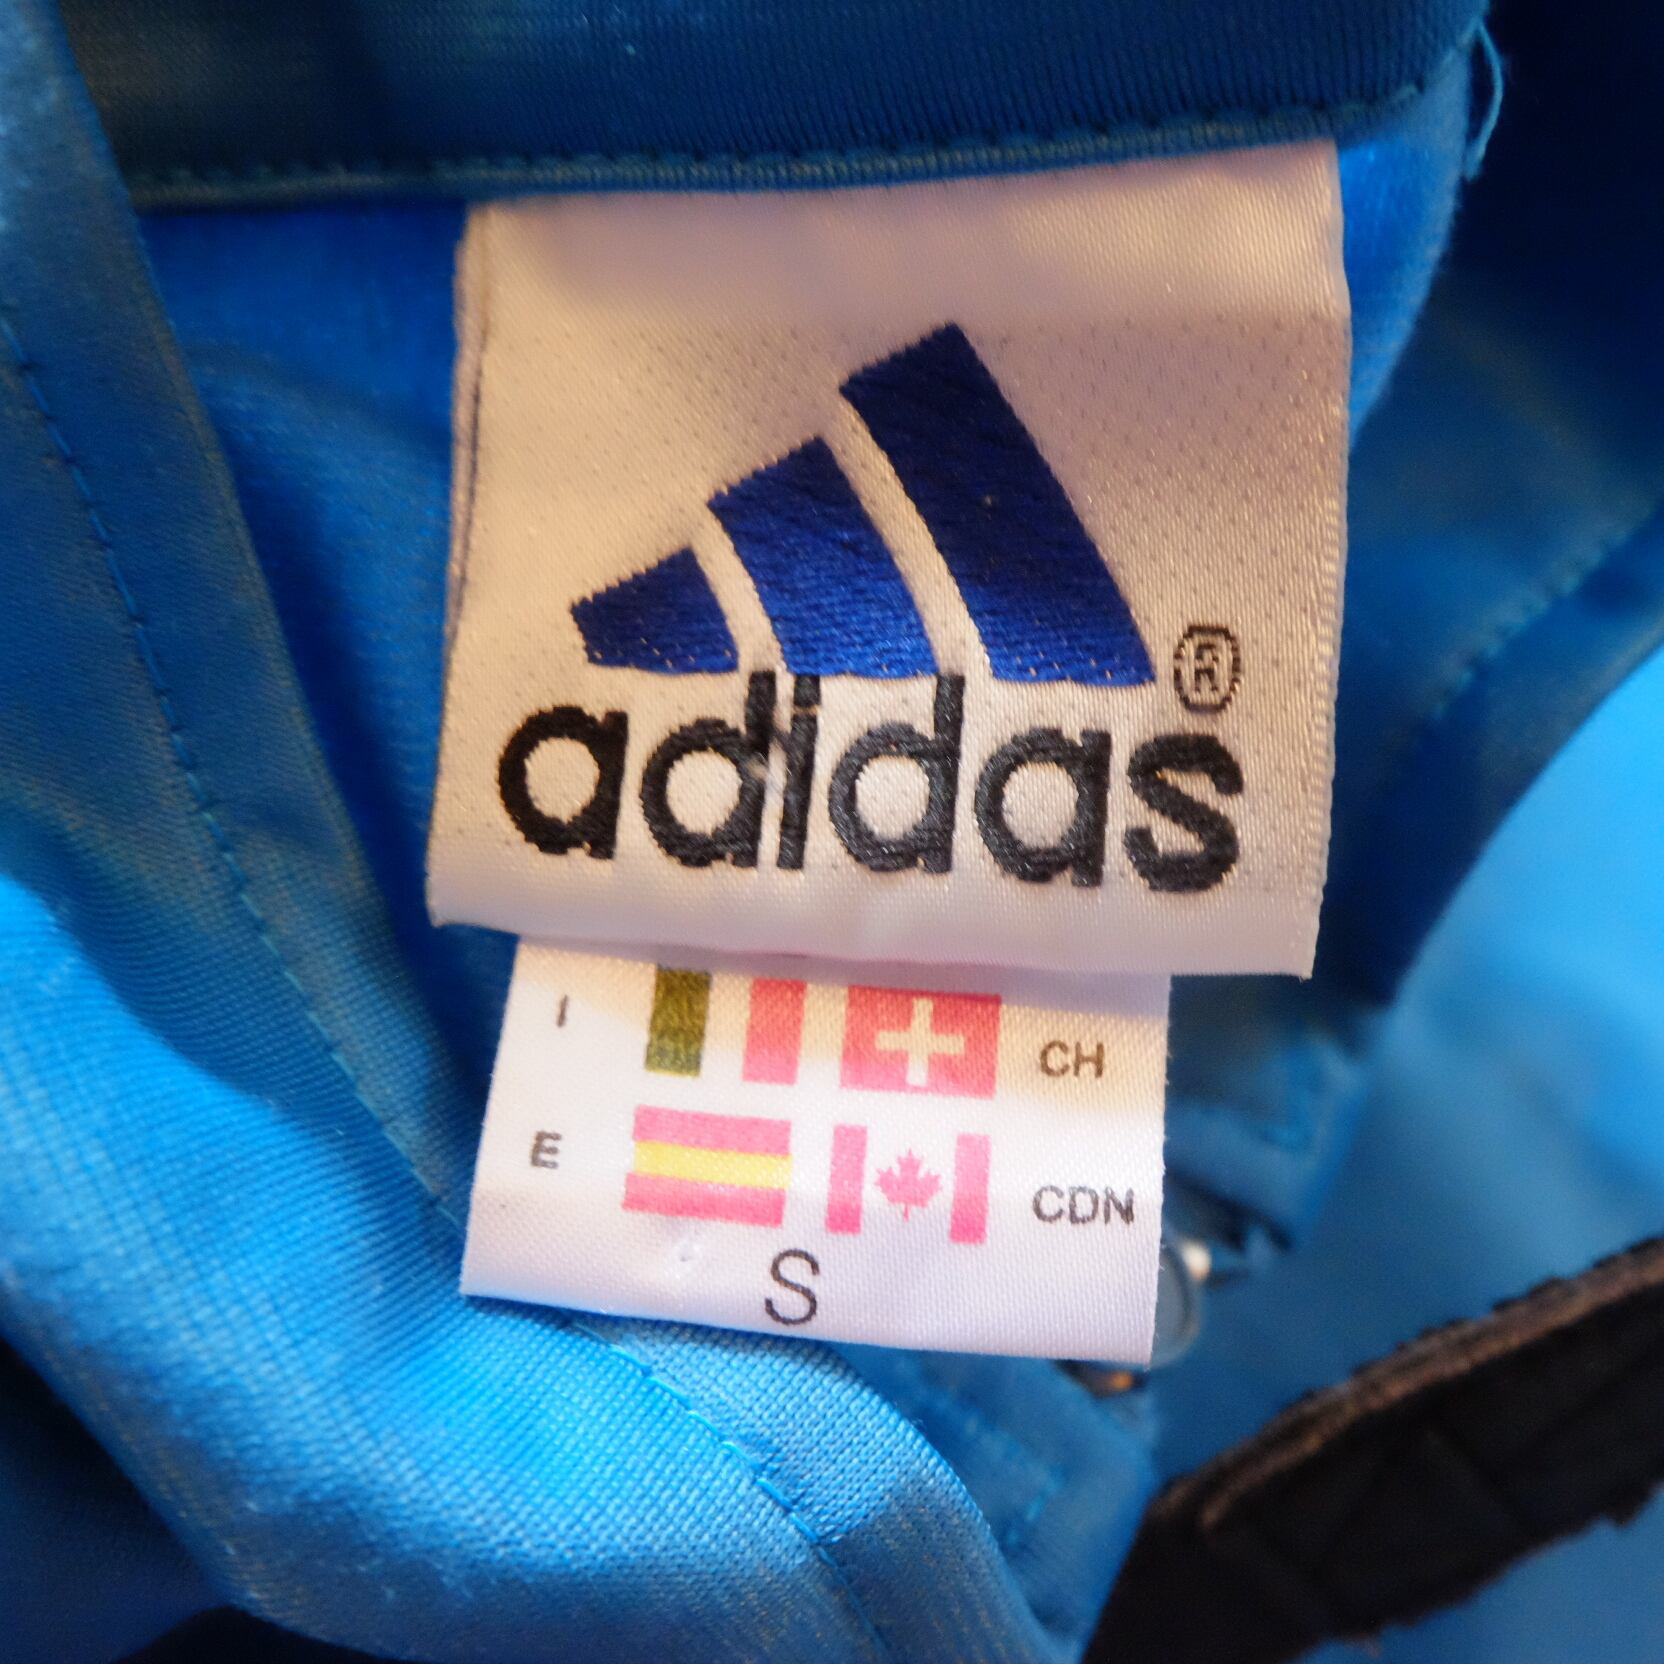 ®
adidas
I CH
E CDN
S